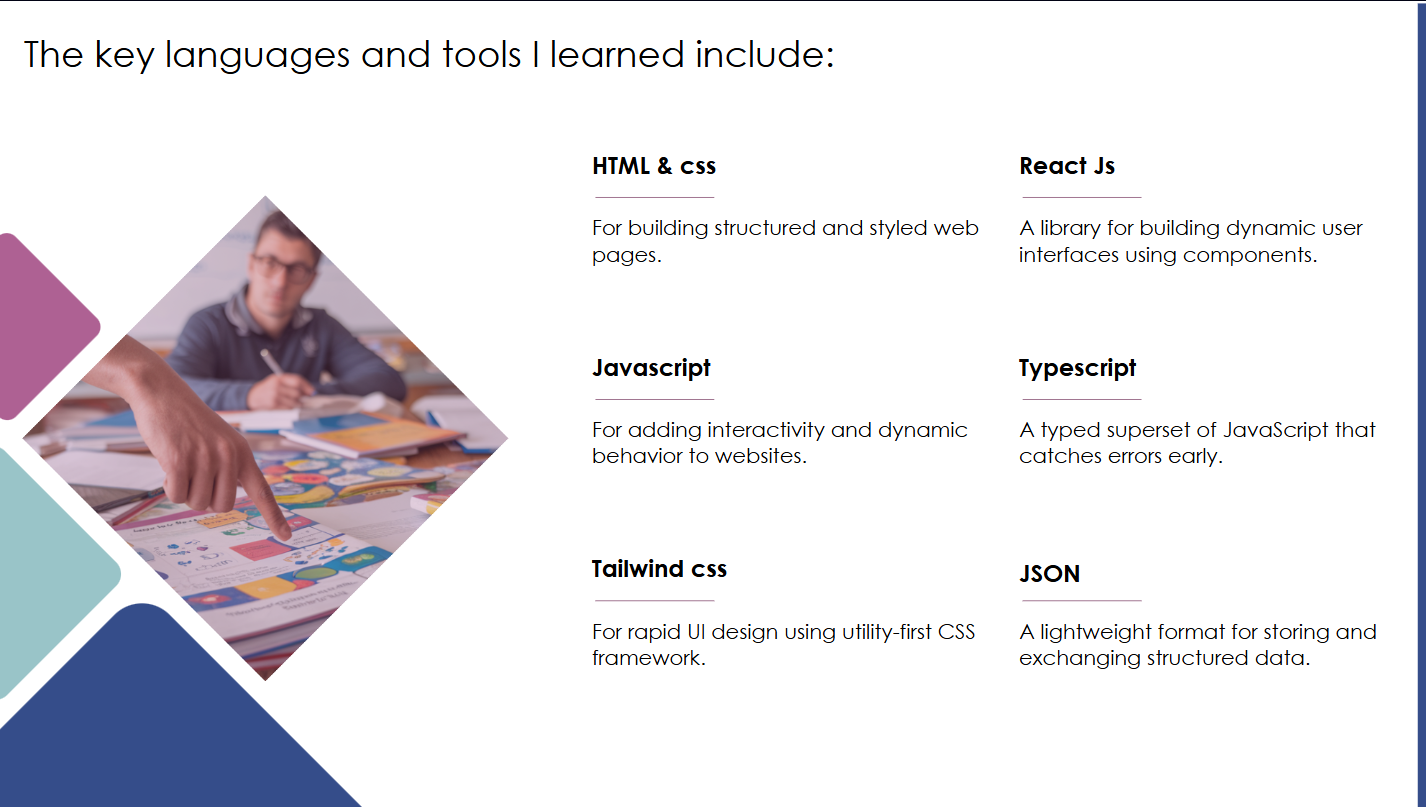 The key languages and tools I learned include:
HTML & css
For building structured and styled web
pages.
React Js
A library for building dynamic user
interfaces using components.
Javascript
For adding interactivity and dynamic
behavior to websites.
Typescript
A typed superset of JavaScript that
catches errors early.
Tailwind css
For rapid UI design using utility-first CSS
framework.
JSON
A lightweight format for storing and
exchanging structured data.